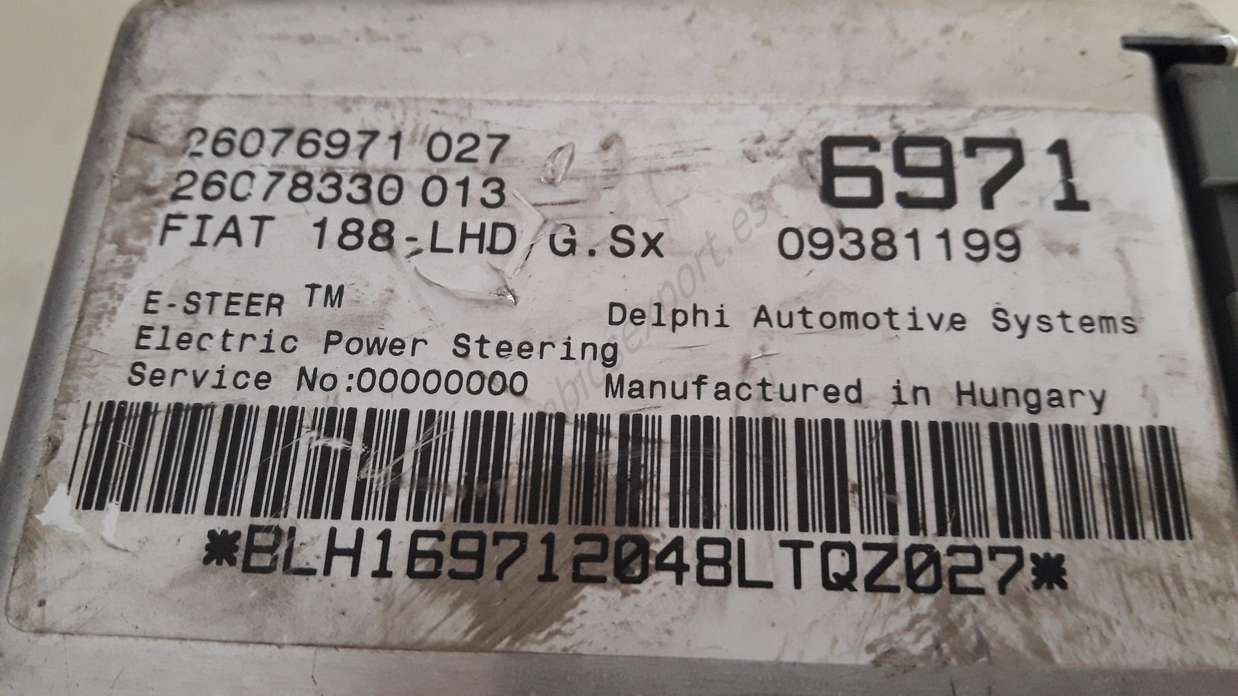 26076971 027
6971
26078330 013
FIAT 188-LHD G.Sx
09381199
E-STEER ™
Delphi Automotive Systems
Electric Power Steering
Service No:00000000
Manufactured in Hungary
*BLH169712048LTQZ027*